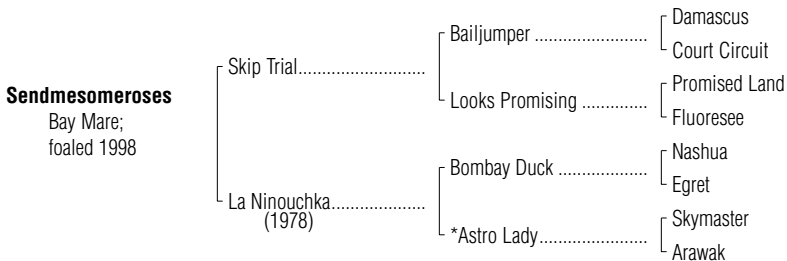 Damascus
Bailjumper ..........................
Court Circuit
Skip Trial............................
Promised Land
Looks Promising ...............
Fluoresee
Sendmesomeroses
Bay Mare;
foaled 1998
Nashua
Bombay Duck ....................
Egret
La Ninouchka.....................
(1978)
Skymaster
*Astro Lady.........................
Arawak